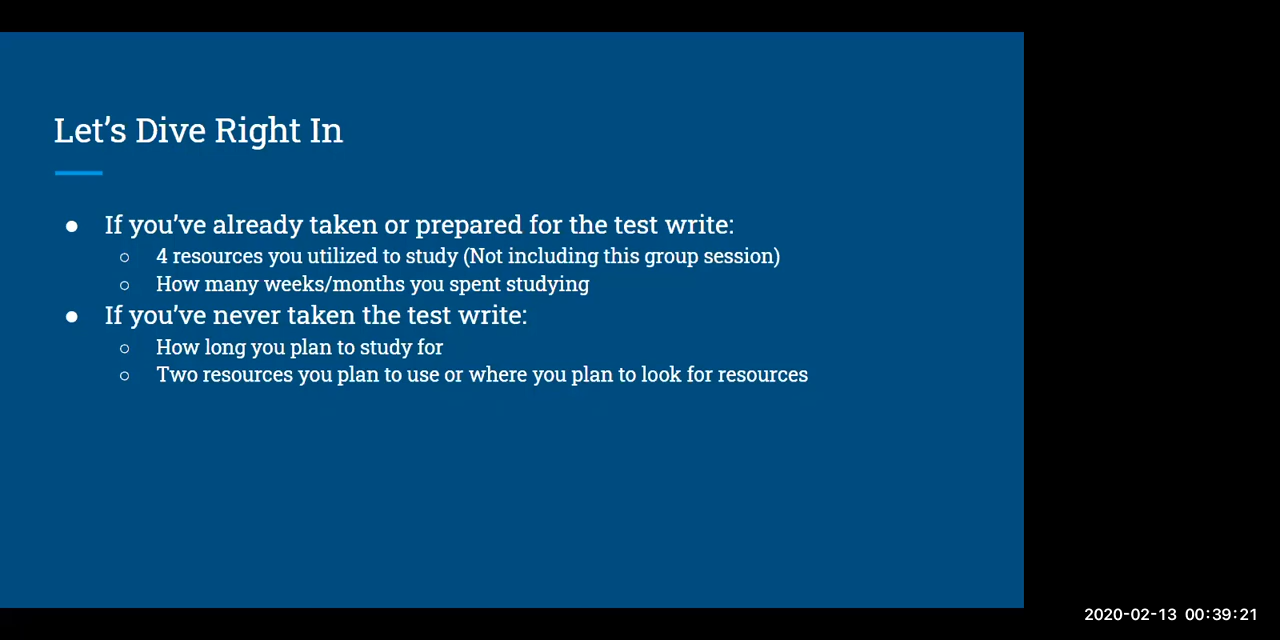 Let’s Dive Right In
● If you’ve already taken or prepared for the test write:
○ 4 resources you utilized to study (Not including this group session)
○ How many weeks/months you spent studying
● If you’ve never taken the test write:
○ How long you plan to study for
○ Two resources you plan to use or where you plan to look for resources
2020-02-13 00:39:21